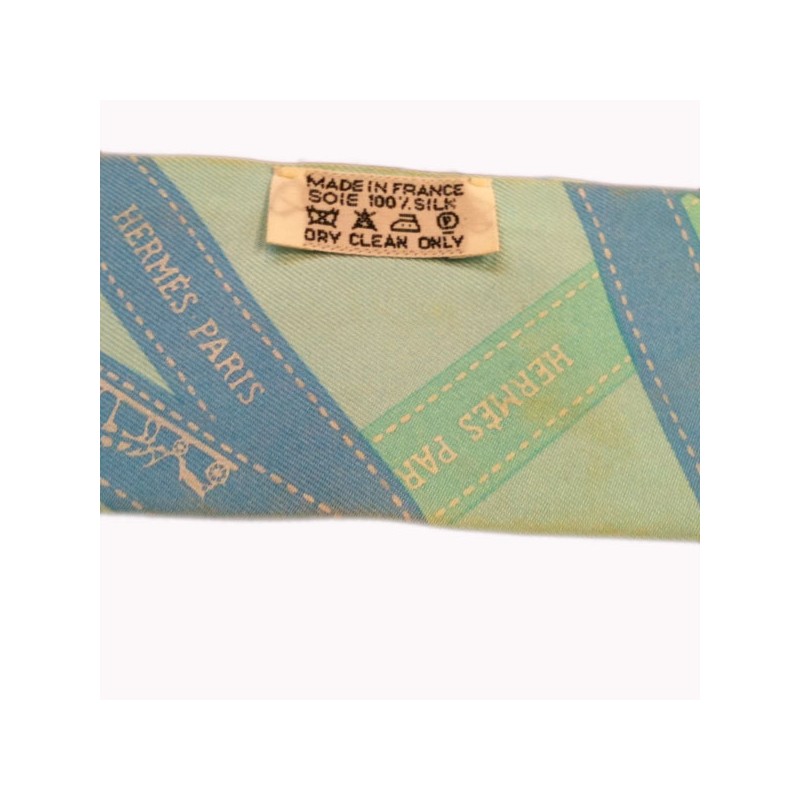 MADE IN FRANCE
SOIE 100% SILK
DRY CLEAN ONLY
HERMÈS PARIS
HERMÈS PAR